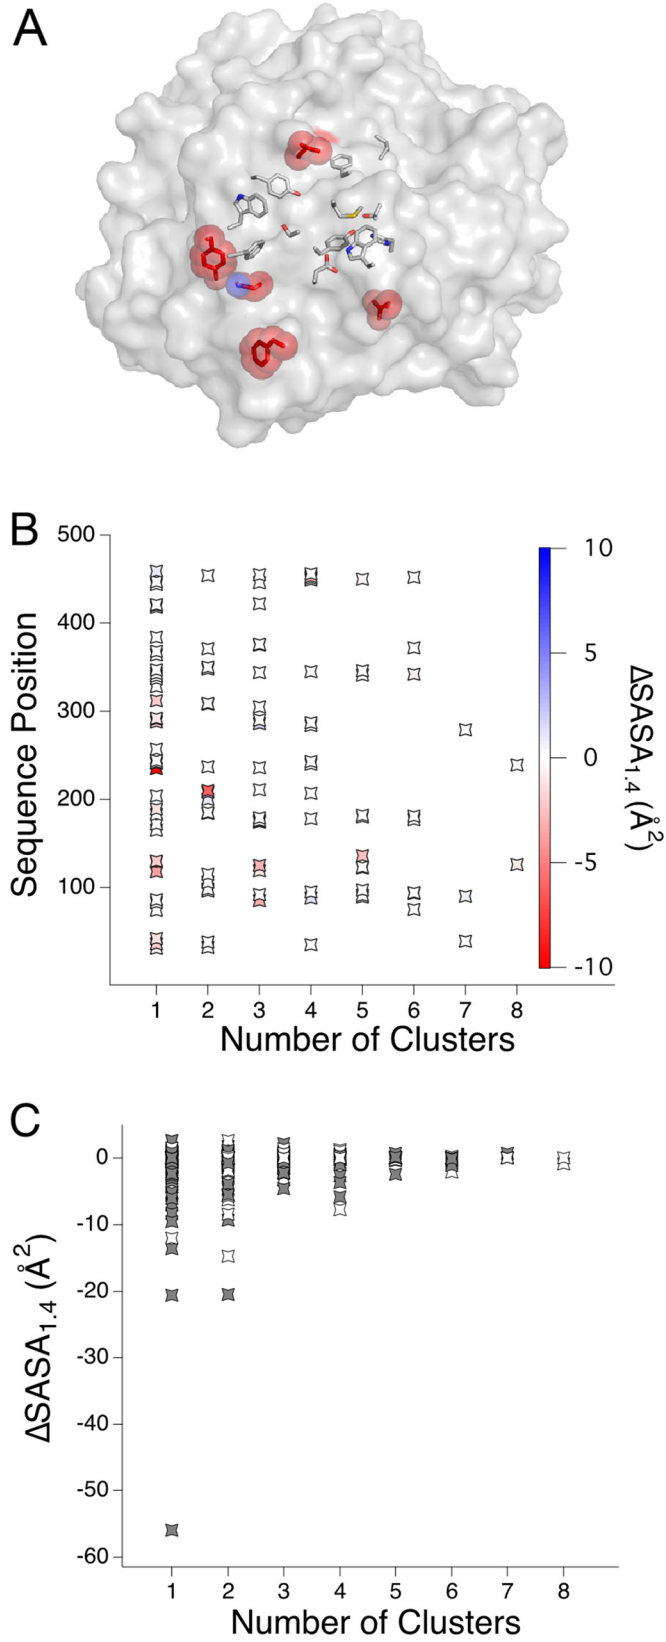 A
B
500
400
300
200
100
Sequence Position
1 2 3 4 5 6 7 8
Number of Clusters
10
5
0
-5
-10
ΔSASA1.4 (Å2)
C
0
-10
-20
-30
-40
-50
-60
ΔSASA1.4 (Å2)
1 2 3 4 5 6 7 8
Number of Clusters